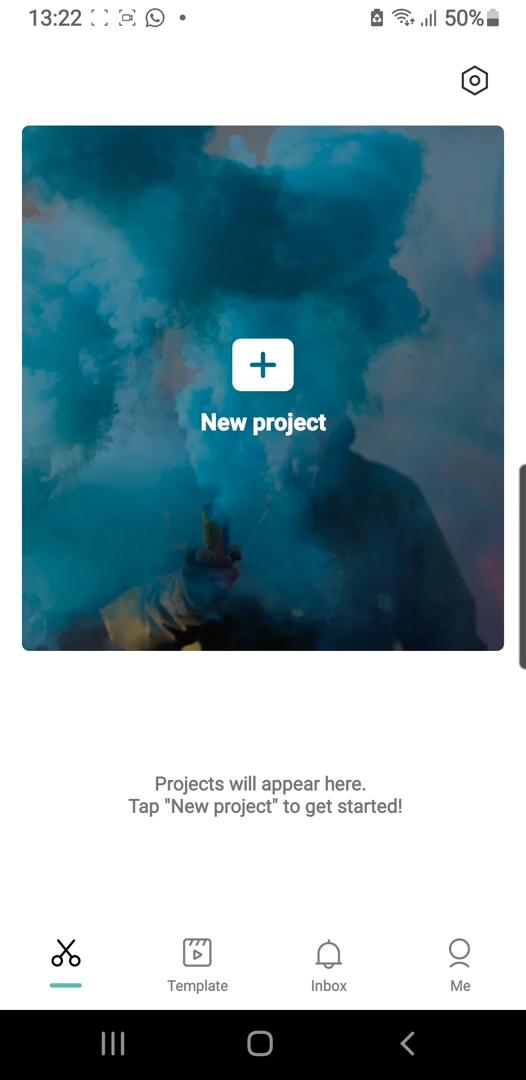 13:22
50%
New project
Projects will appear here.
Tap "New project" to get started!
Template
Inbox
Me